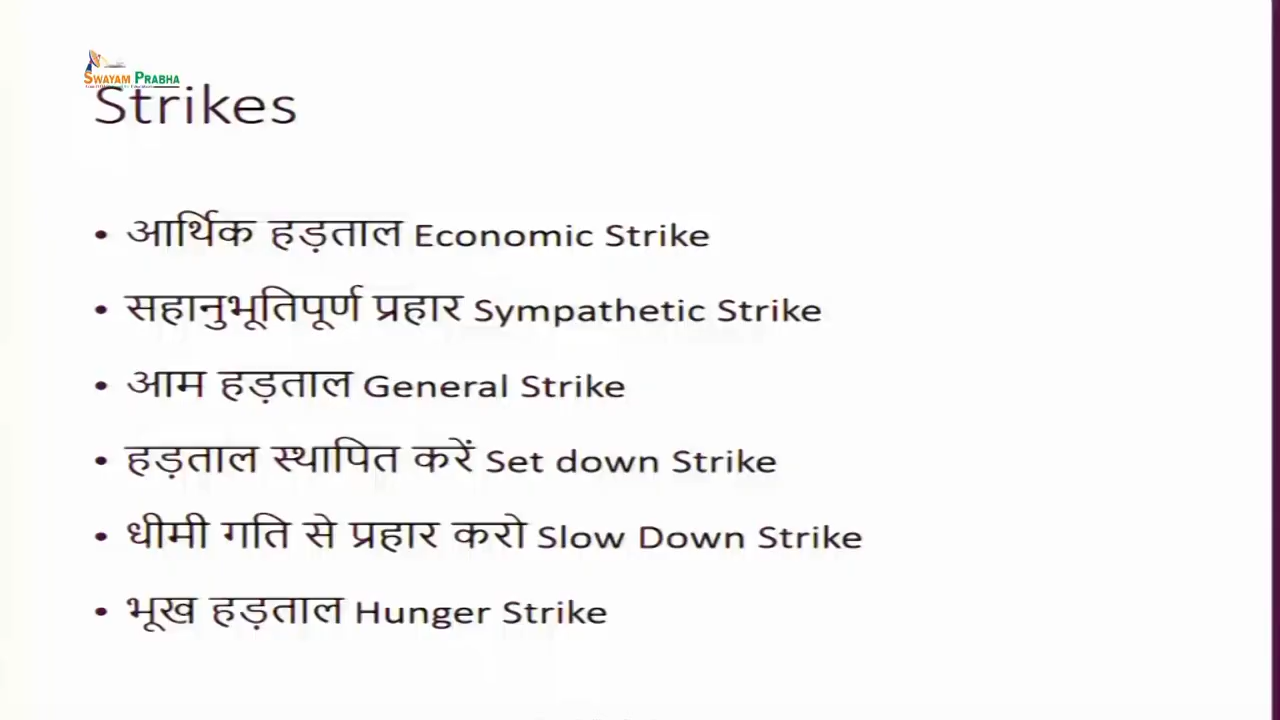 SWAYAM PRABHA
Strikes
• आर्थिक हड़ताल Economic Strike
• सहानुभूतिपूर्ण प्रहार Sympathetic Strike
• आम हड़ताल General Strike
• हड़ताल स्थापित करें Set down Strike
• धीमी गति से प्रहार करो Slow Down Strike
• भूख हड़ताल Hunger Strike